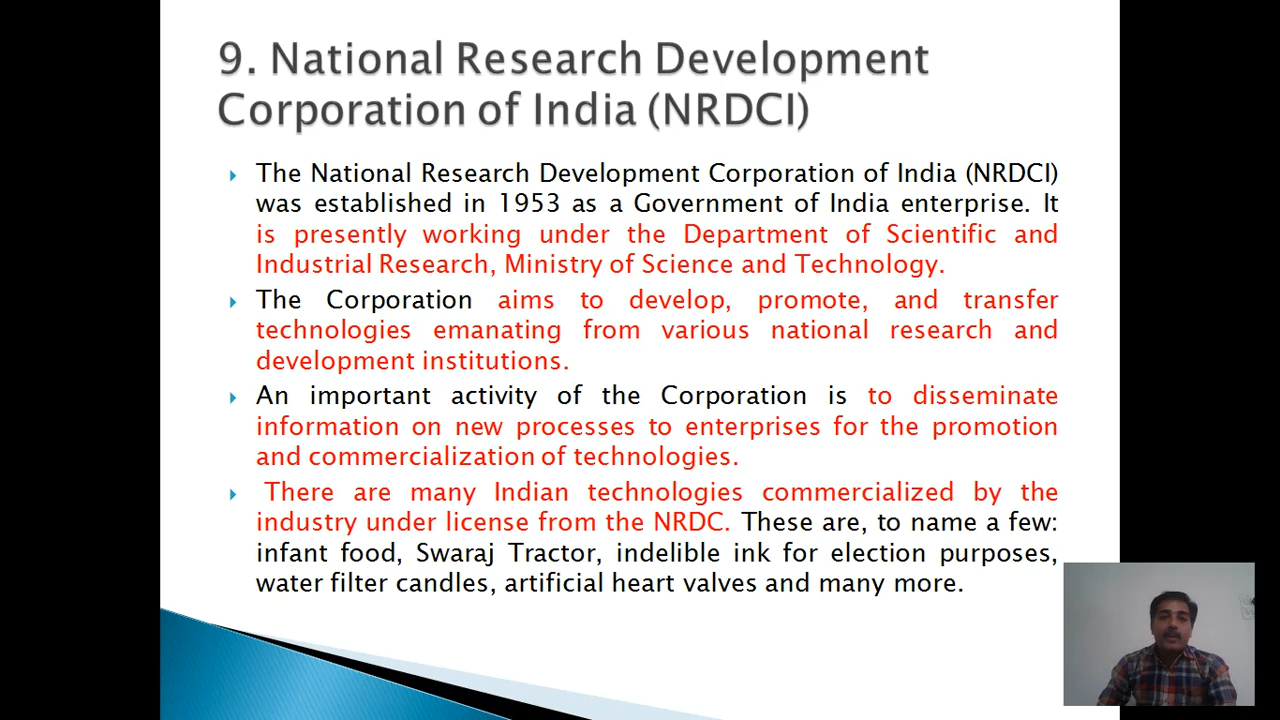 9. National Research Development
Corporation of India (NRDCI)
The National Research Development Corporation of India (NRDCI)
was established in 1953 as a Government of India enterprise. It
is presently working under the Department of Scientific and
Industrial Research, Ministry of Science and Technology.
The Corporation aims to develop, promote, and transfer
technologies emanating from various national research and
development institutions.
An important activity of the Corporation is to disseminate
information on new processes to enterprises for the promotion
and commercialization of technologies.
There are many Indian technologies commercialized by the
industry under license from the NRDC. These are, to name a few:
infant food, Swaraj Tractor, indelible ink for election purposes,
water filter candles, artificial heart valves and many more.